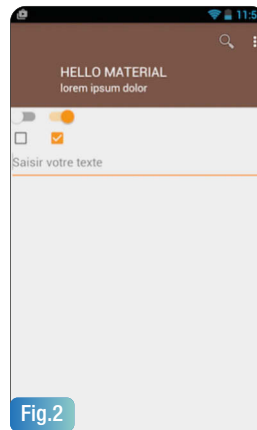 11:5
HELLO MATERIAL
lorem ipsum dolor
Saisir votre texte
Fig.2